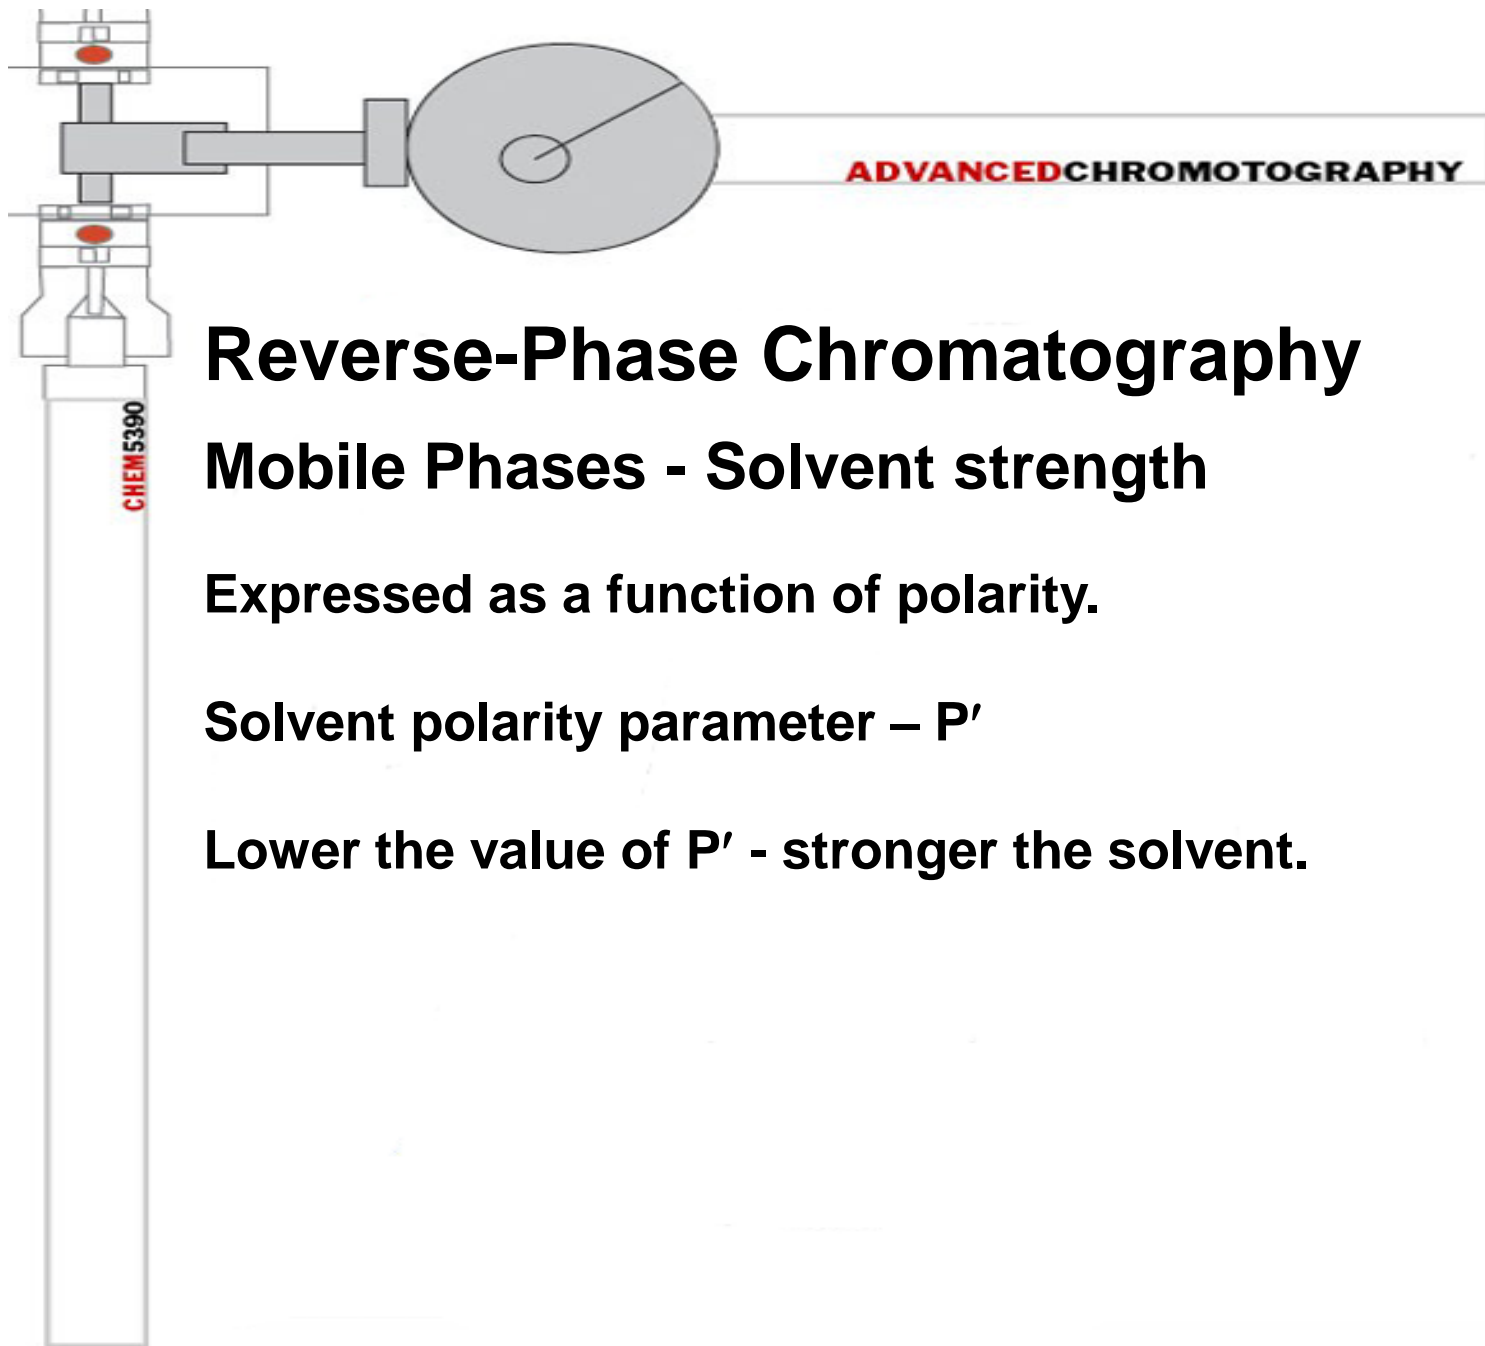 ADVANCEDCHROMOTOGRAPHY
CHEM5390
Reverse-Phase Chromatography
Mobile Phases - Solvent strength
Expressed as a function of polarity.
Solvent polarity parameter – P′
Lower the value of P′ - stronger the solvent.